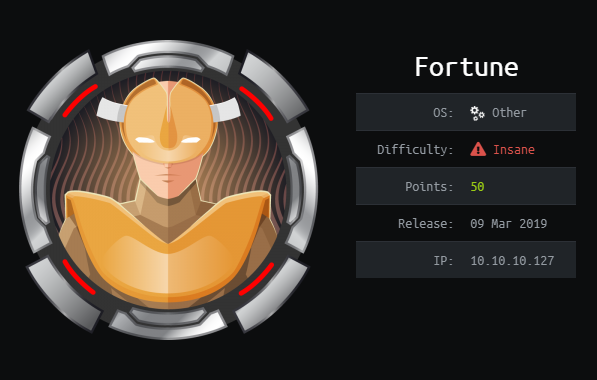 Fortune
OS: Other
Difficulty: Insane
Points: 50
Release: 09 Mar 2019
IP: 10.10.10.127